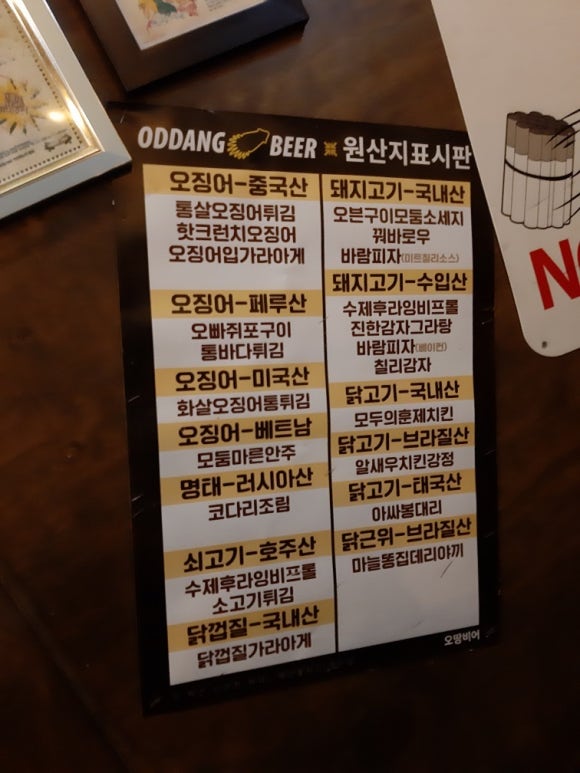 ODDANG BEER 원산지표시판
오징어-중국산
통살오징어튀김
핫크런치오징어
오징어입가라아게
오징어-페루산
오빠쥐포구이
통바다튀김
오징어-미국산
화살오징어통튀김
오징어-베트남
모둠마른안주
명태-러시아산
코다리조림
쇠고기-호주산
수제후라잉비프롤
소고기튀김
닭껍질-국내산
닭껍질가라아게
돼지고기-국내산
오븐구이모둠소세지
꿔바로우
바람피자(미트칠리소스)
돼지고기-수입산
수제후라잉비프롤
진한감자그라탕
바람피자(베이컨)
칠리감자
닭고기-국내산
모두의훈제치킨
닭고기-브라질산
알새우치킨강정
닭고기-태국산
아싸봉대리
닭근위-브라질산
마늘똥집데리야끼
오땅비어